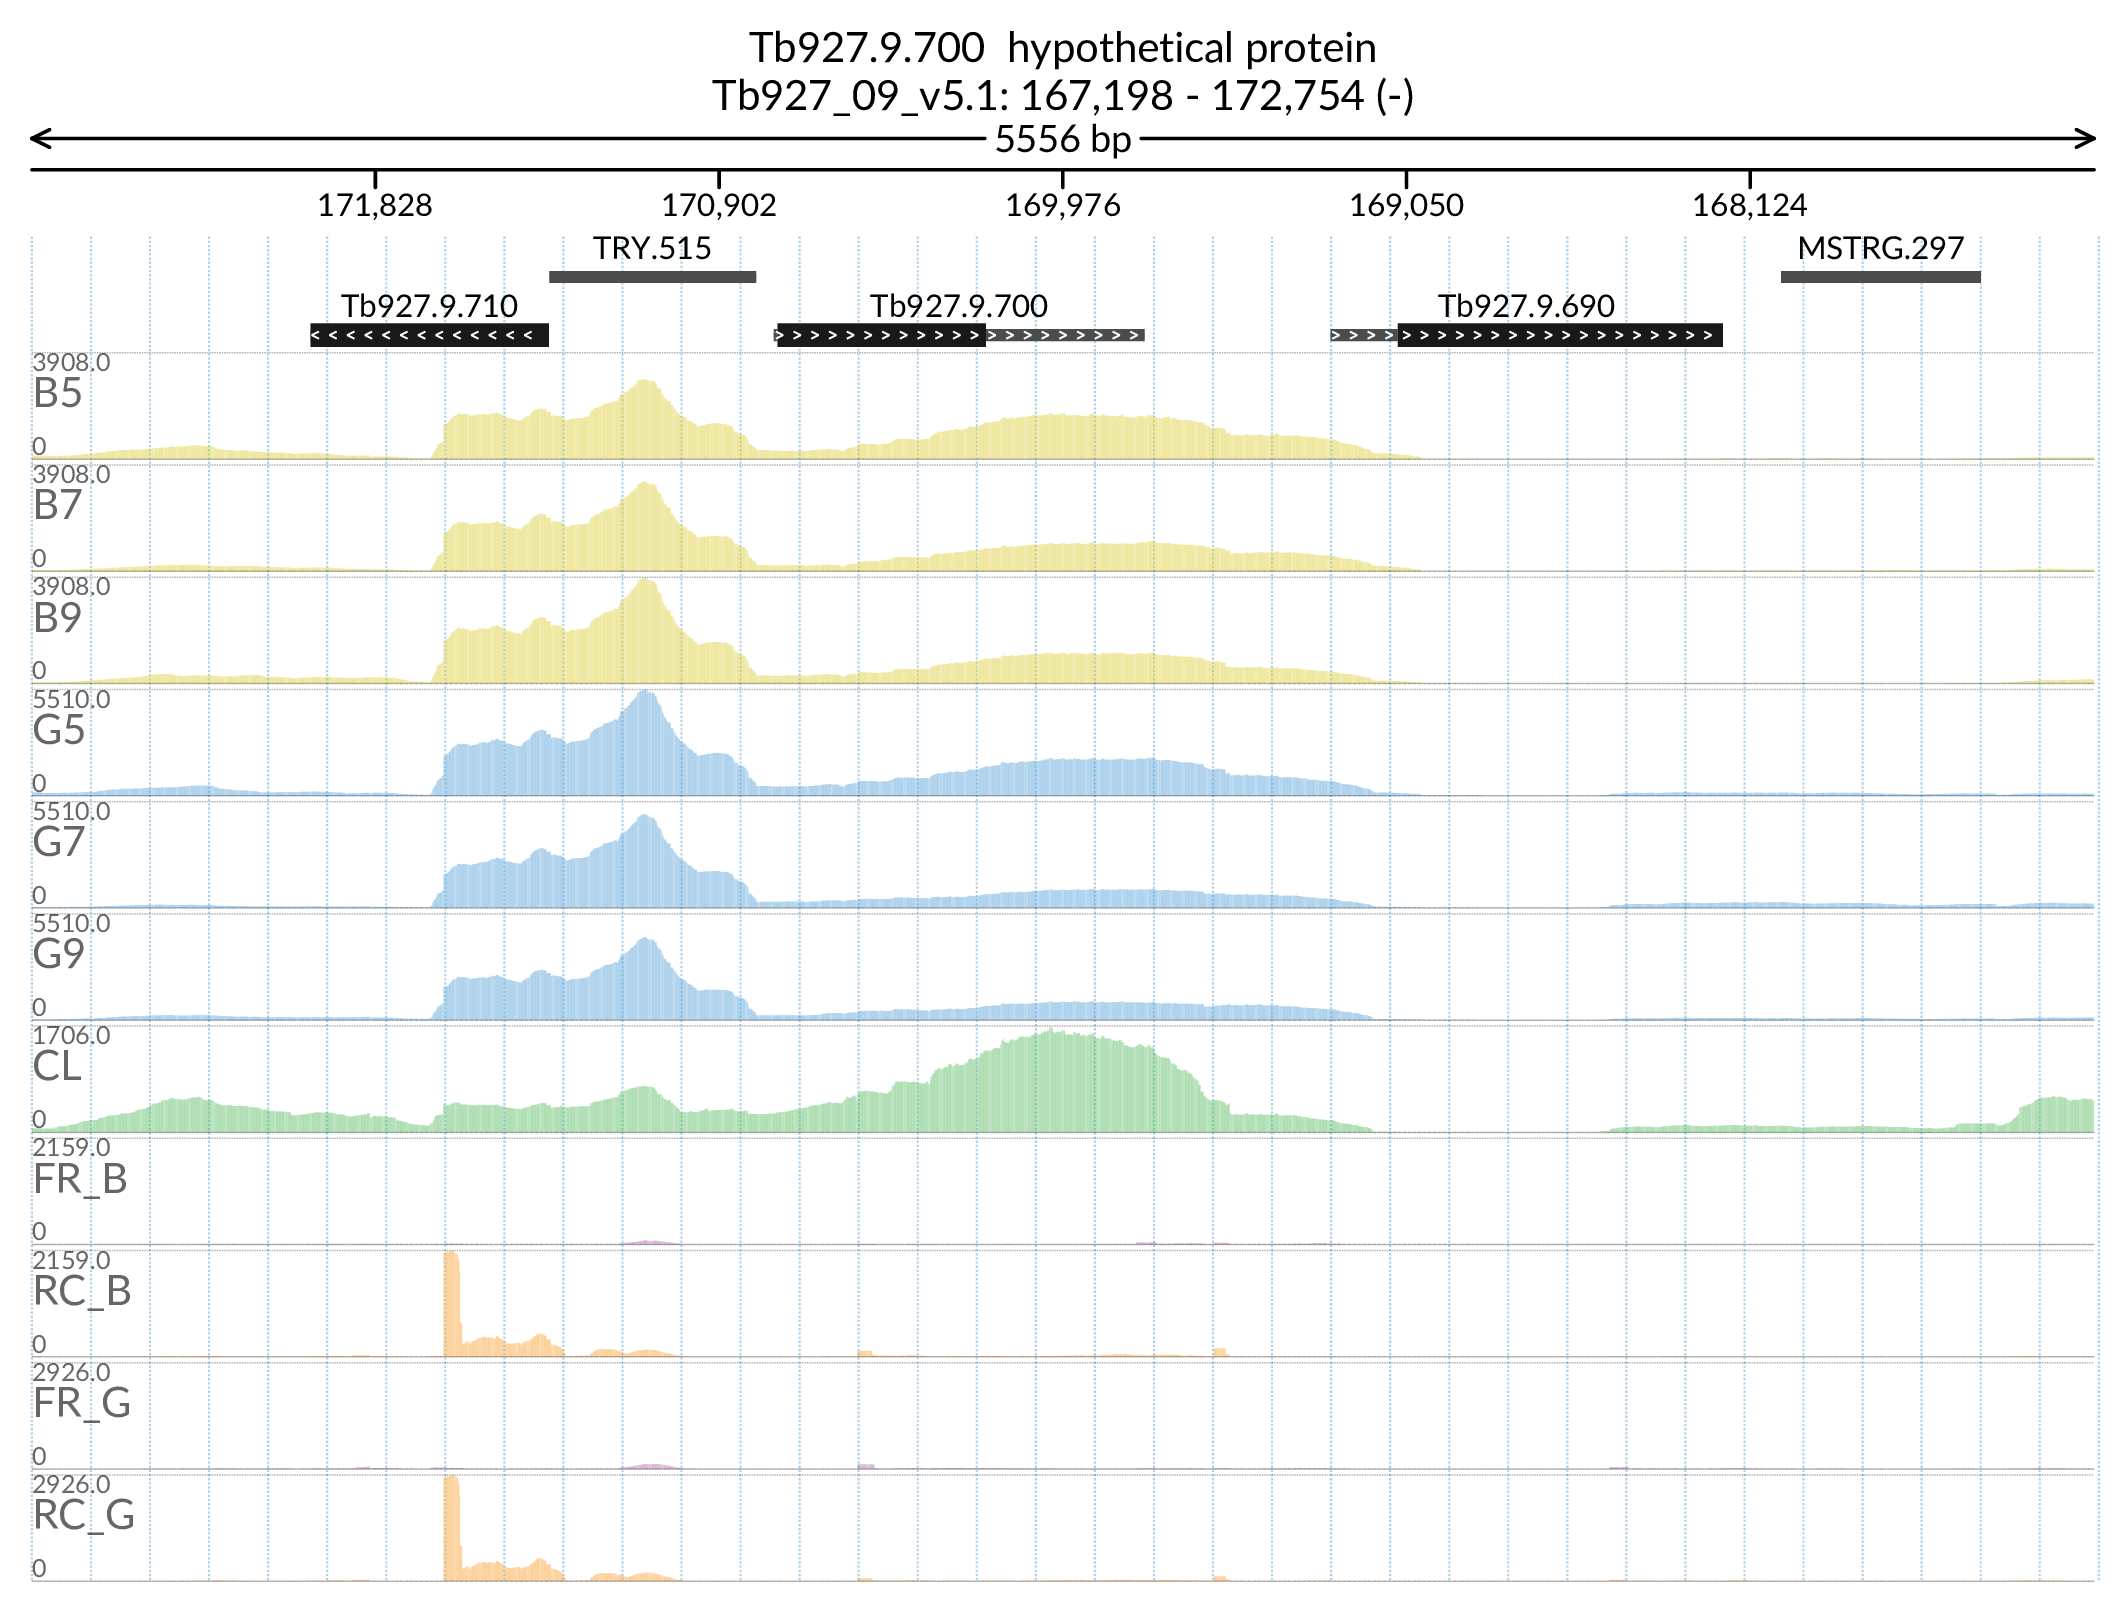 Tb927.9.700  hypothetical protein
Tb927_09_v5.1: 167,198 - 172,754 (-)
5556 bp
171,828 170,902 169,976 169,050 168,124
TRY.515 MSTRG.297
Tb927.9.710 Tb927.9.700 Tb927.9.690
3908.0
B5
0
3908.0
B7
0
3908.0
B9
0
5510.0
G5
0
5510.0
G7
0
5510.0
G9
0
1706.0
CL
0
2159.0
FR_B
0
2159.0
RC_B
0
2926.0
FR_G
0
2926.0
RC_G
0